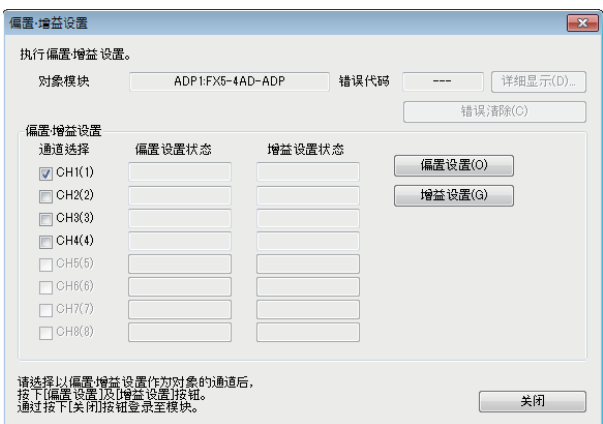 偏置·增益设置
执行偏置·增益设置。
对象模块 ADP1:FX5-4AD-ADP 错误代码 --- 详细显示(D)...
错误清除(C)
偏置·增益设置
通道选择 偏置设置状态 增益设置状态
CH1(1) 偏置设置(O)
CH2(2) 增益设置(G)
CH3(3)
CH4(4)
CH5(5)
CH6(6)
CH7(7)
CH8(8)
请选择以偏置·增益设置作为对象的通道后,
按下[偏置设置]及[增益设置]按钮。
通过按下[关闭]按钮登录至模块。
关闭